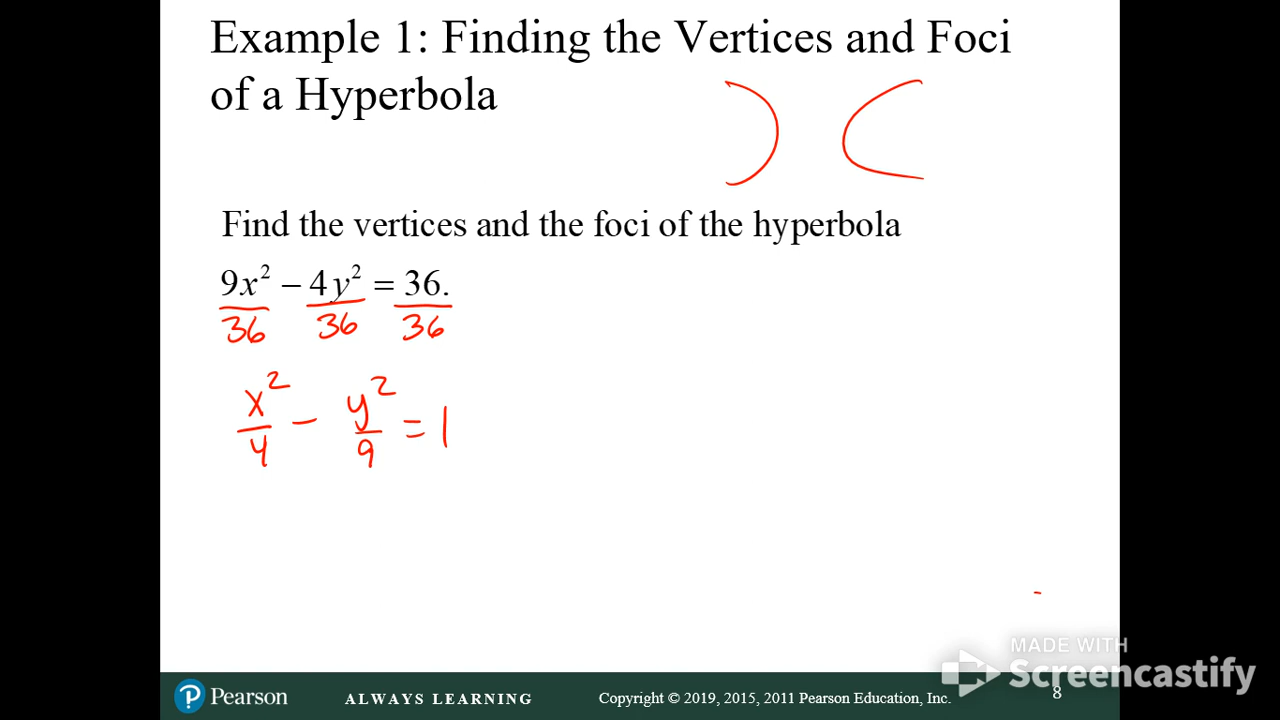 Example 1: Finding the Vertices and Foci
of a Hyperbola
Find the vertices and the foci of the hyperbola
9x² − 4y² = 36.
36 36 36
x²/4 − y²/9 = 1
MADE WITH
Screencastify
Pearson ALWAYS LEARNING Copyright © 2019, 2015, 2011 Pearson Education, Inc. 8